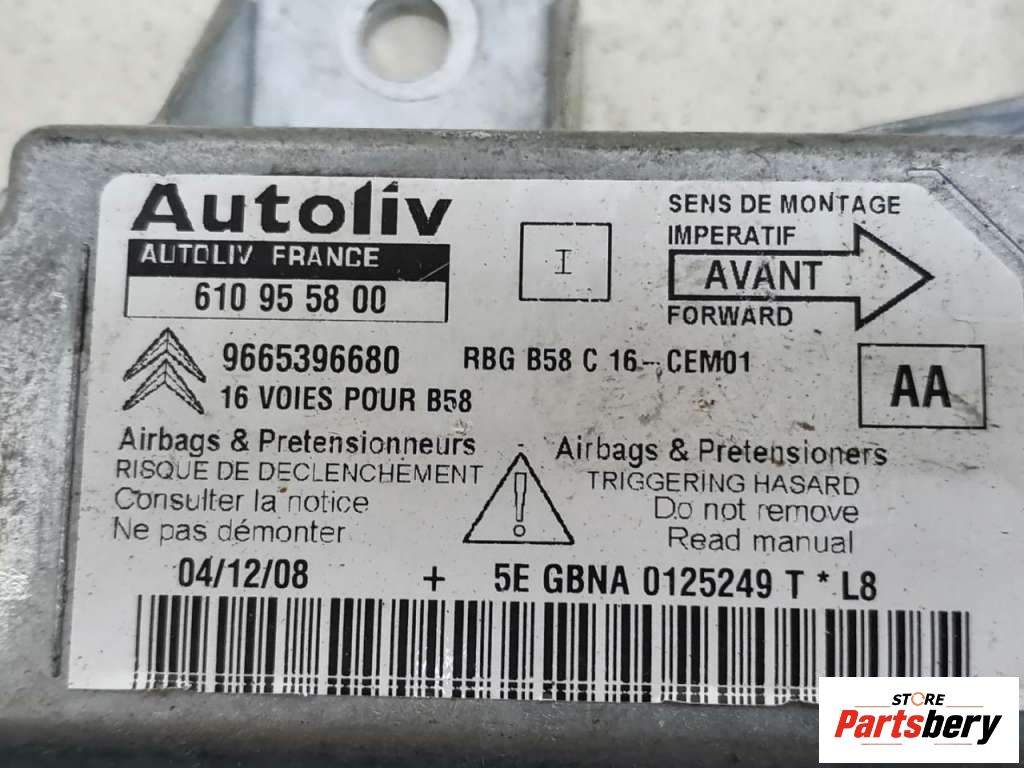 Autoliv
AUTOLIV FRANCE
610 95 58 00
I
SENS DE MONTAGE
IMPERATIF
AVANT
FORWARD
9665396680
RBG B58 C 16-CEM01
16 VOIES POUR B58
AA
Airbags & Pretensionneurs
RISQUE DE DECLENCHEMENT
Consulter la notice
Ne pas démonter
Airbags & Pretensioners
TRIGGERING HASARD
Do not remove
Read manual
!
04/12/08 + 5E GBNA 0125249 T * L8
STORE
Partsbery